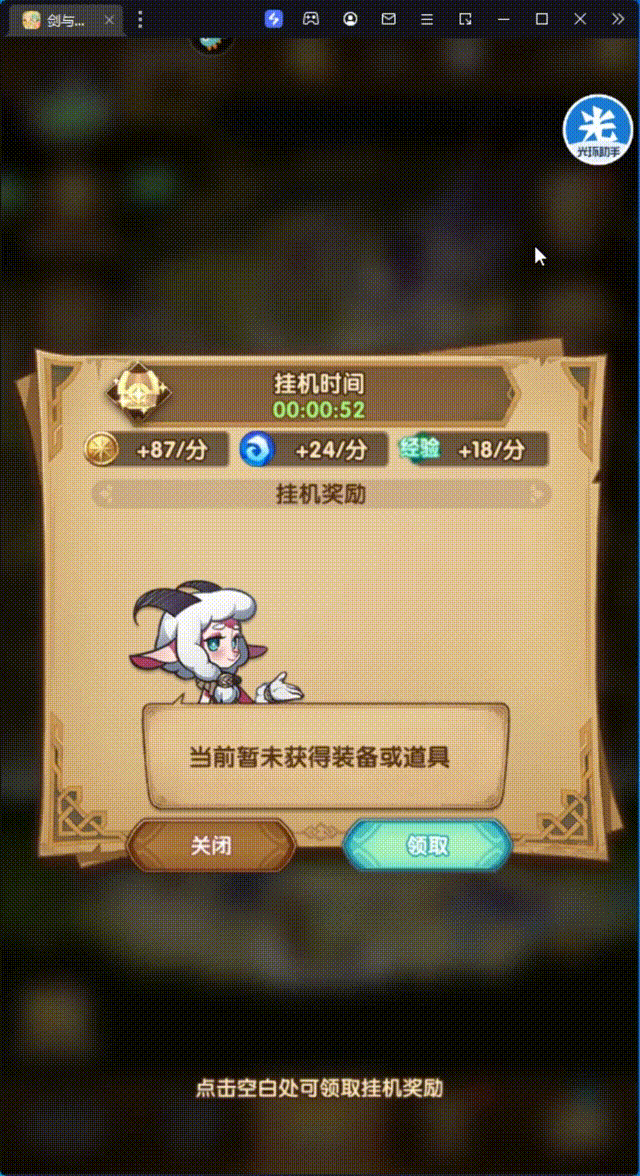 剑与...
光
光环助手
挂机时间
00:00:52
+87/分
+24/分
经验
+18/分
挂机奖励
当前暂未获得装备或道具
关闭
领取
点击空白处可领取挂机奖励